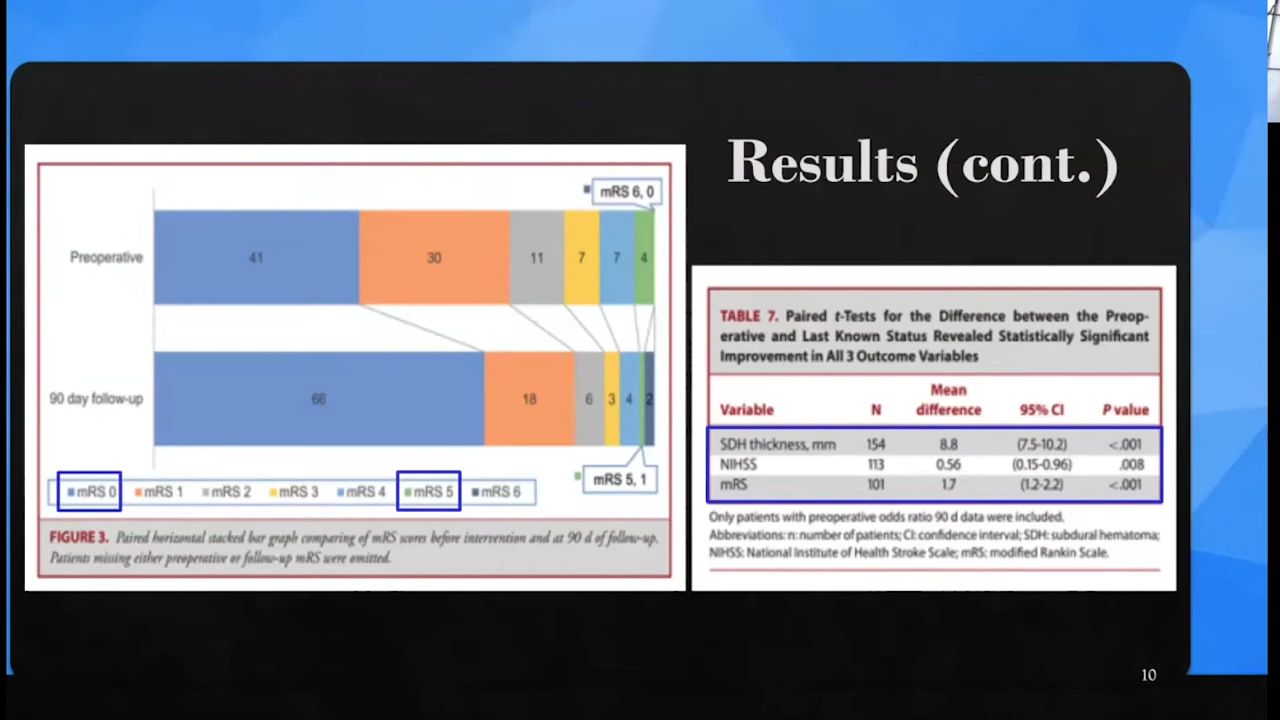 Results (cont.)
mRS 6, 0
Preoperative
41 30 11 7 7 4
90 day follow-up
66 18 6 3 4 2
mRS 5, 1
mRS 0 mRS 1 mRS 2 mRS 3 mRS 4 mRS 5 mRS 6
FIGURE 3. Paired horizontal stacked bar graph comparing of mRS scores before intervention and at 90 d of follow-up.
Patients missing either preoperative or follow-up mRS were omitted.
TABLE 7. Paired t-Tests for the Difference between the Preop-
erative and Last Known Status Revealed Statistically Significant
Improvement in All 3 Outcome Variables
Mean
Variable N difference 95% CI P value
SDH thickness, mm 154 8.8 (7.5-10.2) <.001
NIHSS 113 0.56 (0.15-0.96) .008
mRS 101 1.7 (1.2-2.2) <.001
Only patients with preoperative odds ratio 90 d data were included.
Abbreviations: n: number of patients; CI: confidence interval; SDH: subdural hematoma;
NIHSS: National Institute of Health Stroke Scale; mRS: modified Rankin Scale.
10